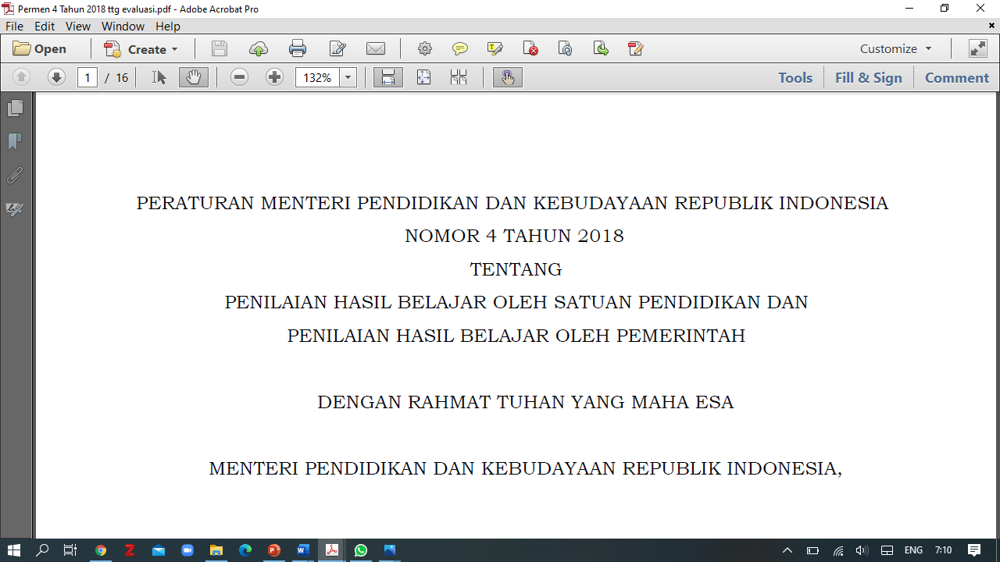 Permen 4 Tahun 2018 ttg evaluasi.pdf - Adobe Acrobat Pro
File Edit View Window Help
Open Create Customize
1 / 16 132% Tools Fill & Sign Comment
PERATURAN MENTERI PENDIDIKAN DAN KEBUDAYAAN REPUBLIK INDONESIA
NOMOR 4 TAHUN 2018
TENTANG
PENILAIAN HASIL BELAJAR OLEH SATUAN PENDIDIKAN DAN
PENILAIAN HASIL BELAJAR OLEH PEMERINTAH
DENGAN RAHMAT TUHAN YANG MAHA ESA
MENTERI PENDIDIKAN DAN KEBUDAYAAN REPUBLIK INDONESIA,
ENG 7:10